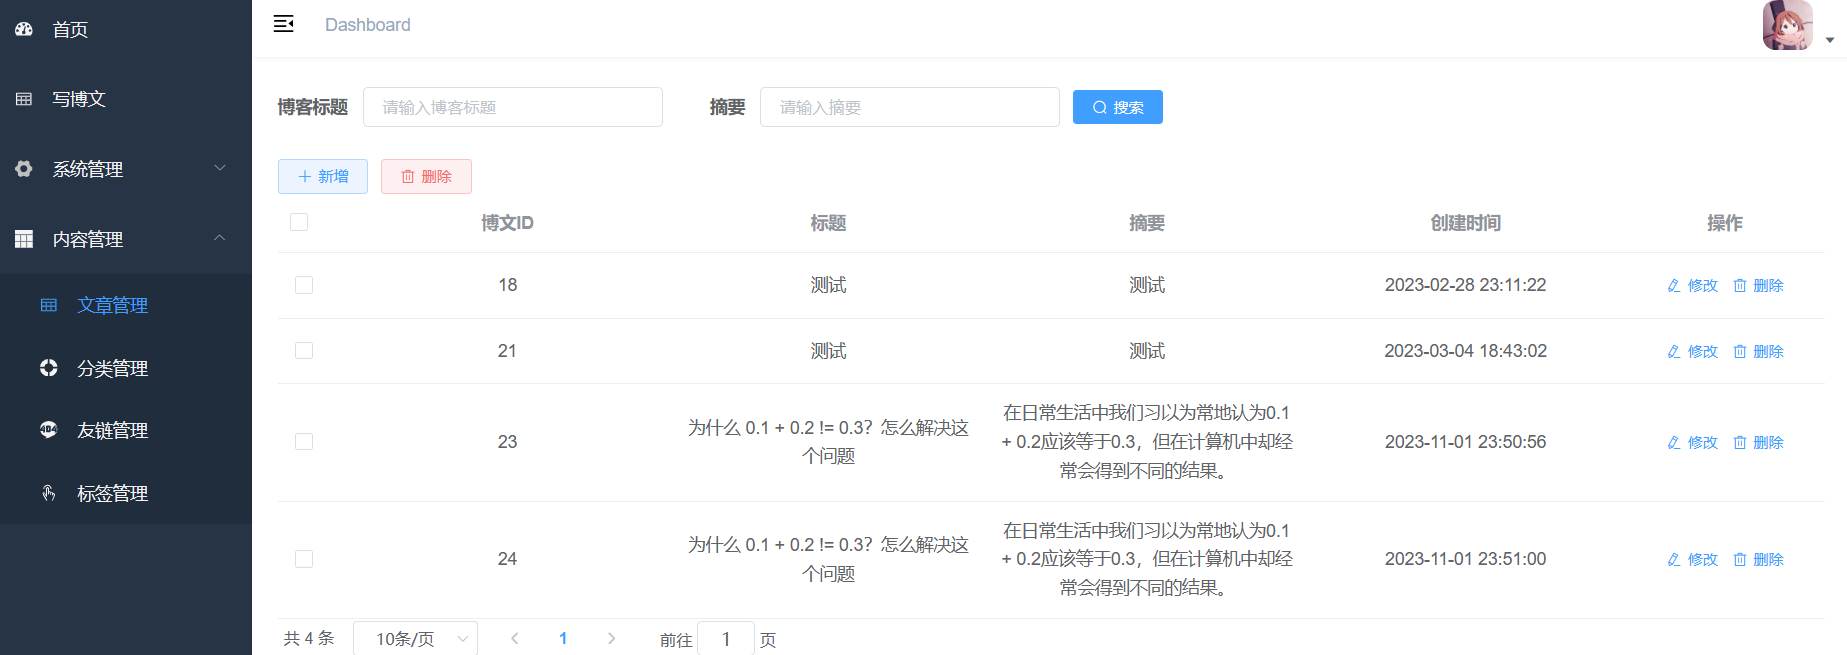 首页
写博文
系统管理
内容管理
文章管理
分类管理
友链管理
标签管理
Dashboard
博客标题 请输入博客标题 摘要 请输入摘要 搜索
新增 删除
博文ID 标题 摘要 创建时间 操作
18 测试 测试 2023-02-28 23:11:22 修改 删除
21 测试 测试 2023-03-04 18:43:02 修改 删除
23
为什么 0.1 + 0.2 != 0.3？怎么解决这
个问题
在日常生活中我们习以为常地认为0.1
+ 0.2应该等于0.3，但在计算机中却经
常会得到不同的结果。
2023-11-01 23:50:56 修改 删除
24
为什么 0.1 + 0.2 != 0.3？怎么解决这
个问题
在日常生活中我们习以为常地认为0.1
+ 0.2应该等于0.3，但在计算机中却经
常会得到不同的结果。
2023-11-01 23:51:00 修改 删除
共 4 条 10条/页 1 前往 1 页